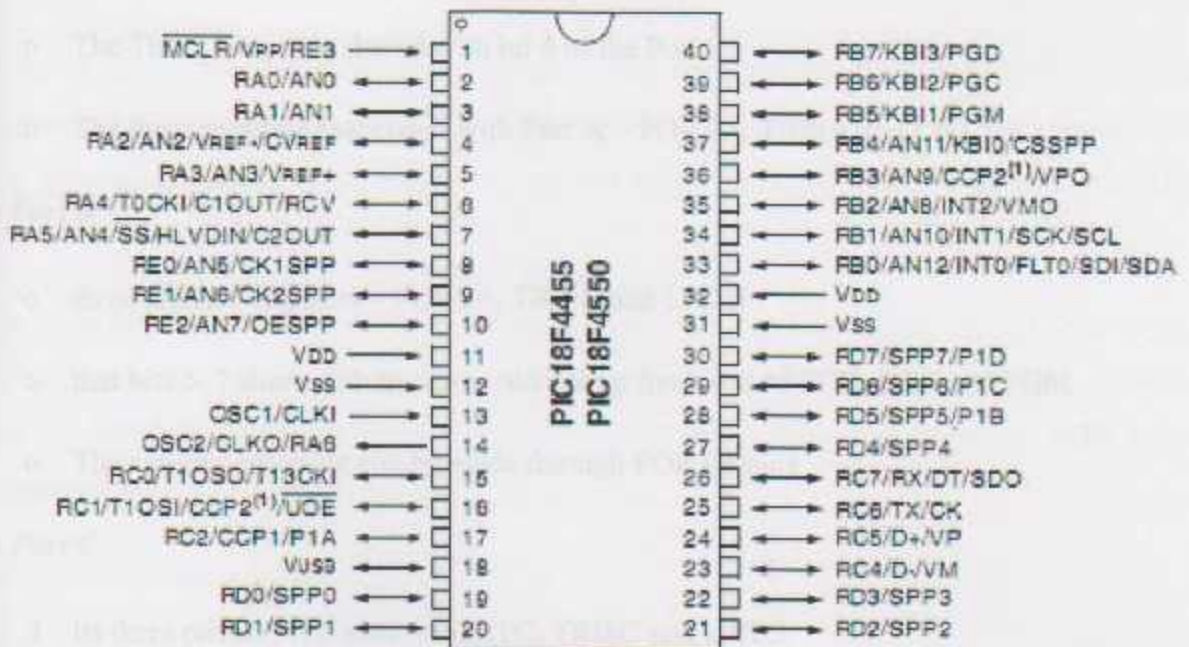 MCLR/VPP/RE3
RA0/AN0
RA1/AN1
RA2/AN2/VREF-/CVREF
RA3/AN3/VREF+
RA4/T0CKI/C1OUT/RCV
RA5/AN4/SS/HLVDIN/C2OUT
RE0/AN5/CK1SPP
RE1/AN6/CK2SPP
RE2/AN7/OESPP
VDD
VSS
OSC1/CLKI
OSC2/CLKO/RA6
RC0/T1OSO/T13CKI
RC1/T1OSI/CCP2(1)/UOE
RC2/CCP1/P1A
VUSB
RD0/SPP0
RD1/SPP1
1
2
3
4
5
6
7
8
9
10
11
12
13
14
15
16
17
18
19
20
PIC18F4455
PIC18F4550
40
39
38
37
36
35
34
33
32
31
30
29
28
27
26
25
24
23
22
21
RB7/KBI3/PGD
RB6/KBI2/PGC
RB5/KBI1/PGM
RB4/AN11/KBI0/CSSPP
RB3/AN9/CCP2(1)/VPO
RB2/AN8/INT2/VMO
RB1/AN10/INT1/SCK/SCL
RB0/AN12/INT0/FLT0/SDI/SDA
VDD
VSS
RD7/SPP7/P1D
RD6/SPP6/P1C
RD5/SPP5/P1B
RD4/SPP4
RC7/RX/DT/SDO
RC6/TX/CK
RC5/D+/VP
RC4/D-/VM
RD3/SPP3
RD2/SPP2